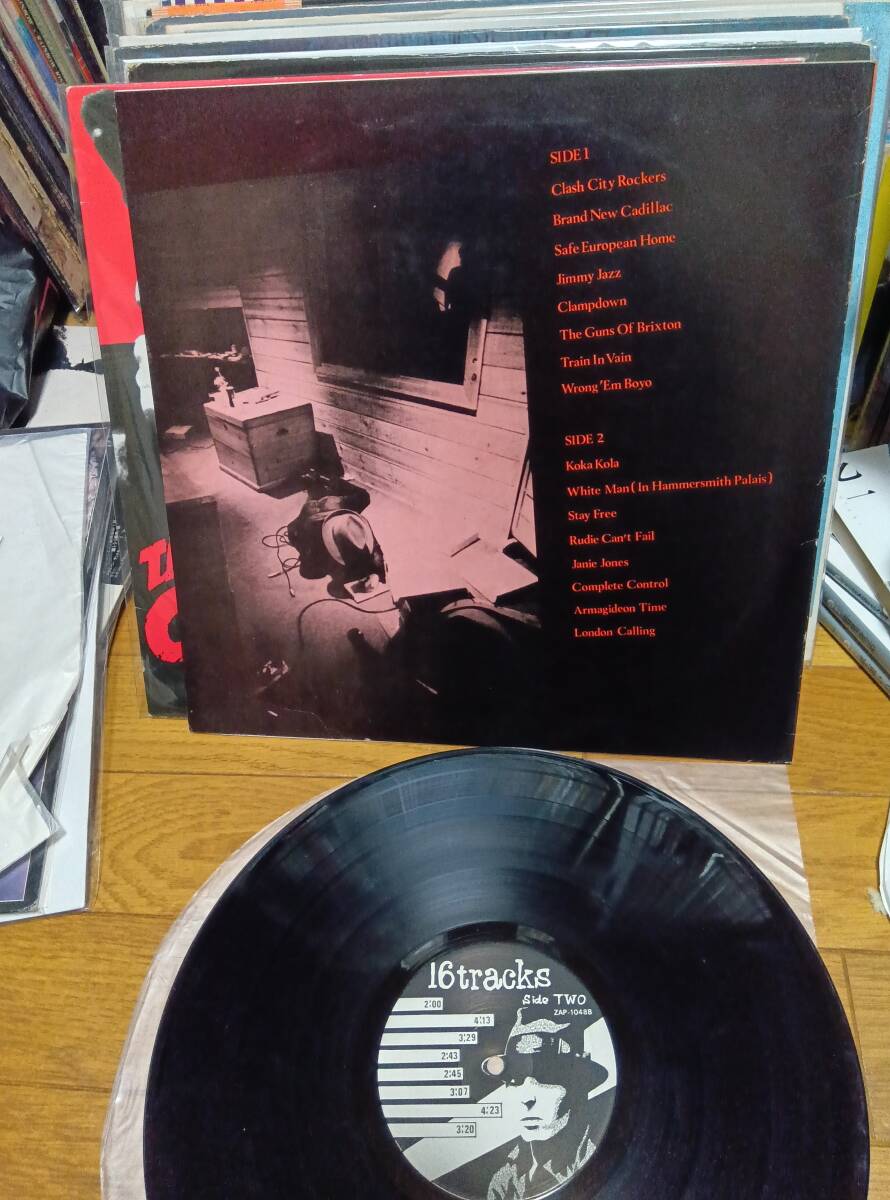 SIDE 1
Clash City Rockers
Brand New Cadillac
Safe European Home
Jimmy Jazz
Clampdown
The Guns Of Brixton
Train In Vain
Wrong 'Em Boyo
SIDE 2
Koka Kola
White Man (In Hammersmith Palais)
Stay Free
Rudie Can't Fail
Janie Jones
Complete Control
Armagideon Time
London Calling
16tracks
Side TWO
ZAP-1048B
2:00
4:13
3:29
2:43
2:45
3:07
4:23
3:20